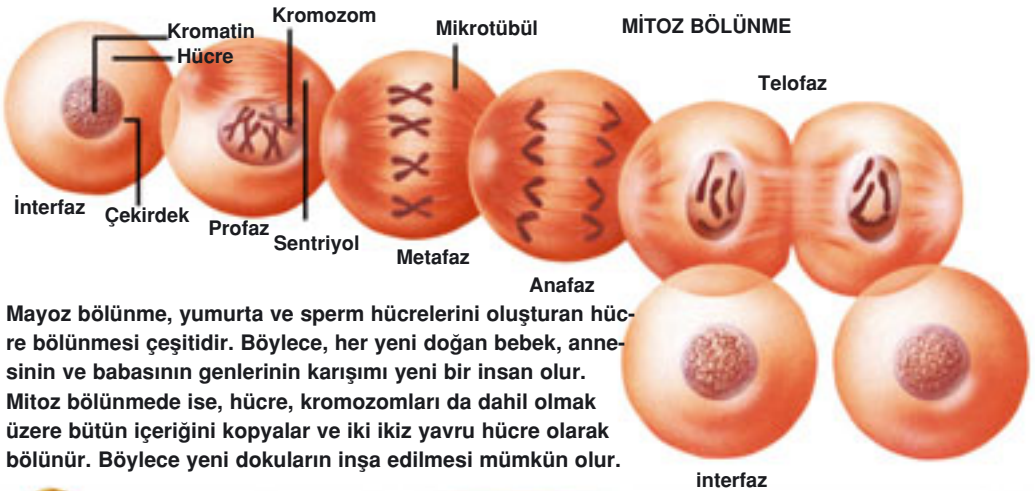 Kromozom
Kromatin
Hücre
Mikrotübül
MİTOZ BÖLÜNME
Telofaz
İnterfaz
Çekirdek
Profaz
Sentriyol
Metafaz
Anafaz
Mayoz bölünme, yumurta ve sperm hücrelerini oluşturan hüc-
re bölünmesi çeşitidir. Böylece, her yeni doğan bebek, anne-
sinin ve babasının genlerinin karışımı yeni bir insan olur.
Mitoz bölünmede ise, hücre, kromozomları da dahil olmak
üzere bütün içeriğini kopyalar ve iki ikiz yavru hücre olarak
bölünür. Böylece yeni dokuların inşa edilmesi mümkün olur.
interfaz